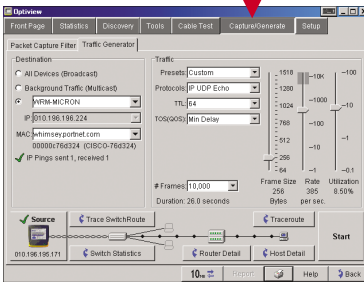 Optiview
Front Page Statistics Discovery Tools Cable Test Capture/Generate Setup
Packet Capture Filter Traffic Generator
Destination
All Devices (Broadcast)
Background Traffic (Multicast)
WRM-MICRON
IP: 010.196.196.224
MAC: whimseyportnet.com
00000c76d324 (CISCO-76d324)
IP Pings sent 1, received 1
Traffic
Presets: Custom
Protocols: IP UDP Echo
TTL: 64
TOS(QOS): Min Delay
# Frames: 10,000
Duration: 26.0 seconds
1518
1280
1024
768
512
256
64
10K
1000
100
10
1
100
10
1
0.1
Frame Size Rate Utilization
256 385 8.50%
Bytes per sec.
Source
010.196.195.171
Trace SwitchRoute
Switch Statistics
Traceroute
Router Detail
Host Detail
Start
10
Report
Help
Back